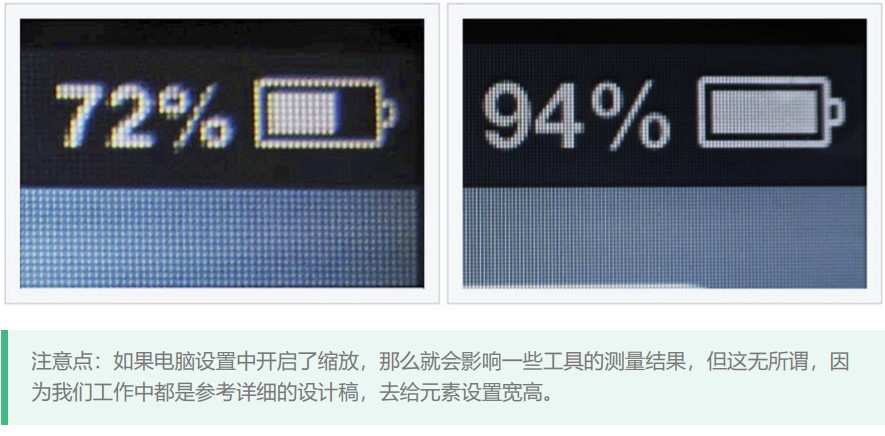 72%
94%
注意点：如果电脑设置中开启了缩放，那么就会影响一些工具的测量结果，但这无所谓，因
为我们工作中都是参考详细的设计稿，去给元素设置宽高。